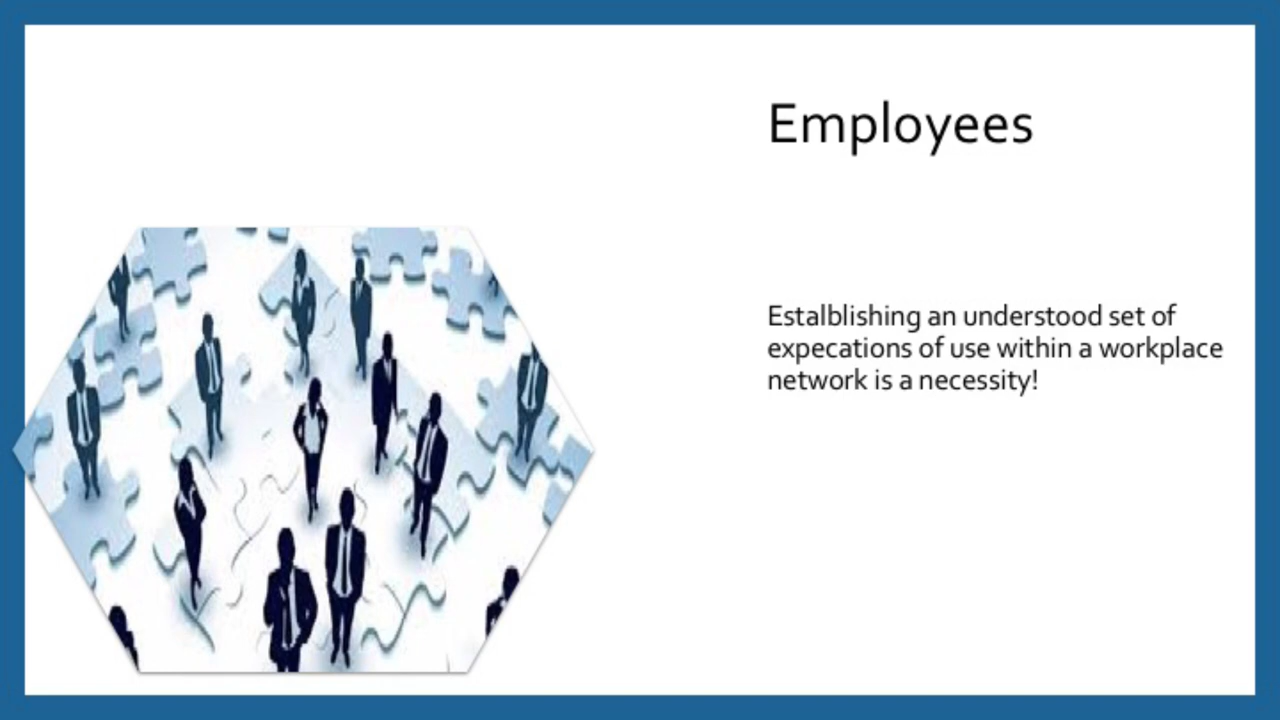 Employees
Estalblishing an understood set of
expecations of use within a workplace
network is a necessity!